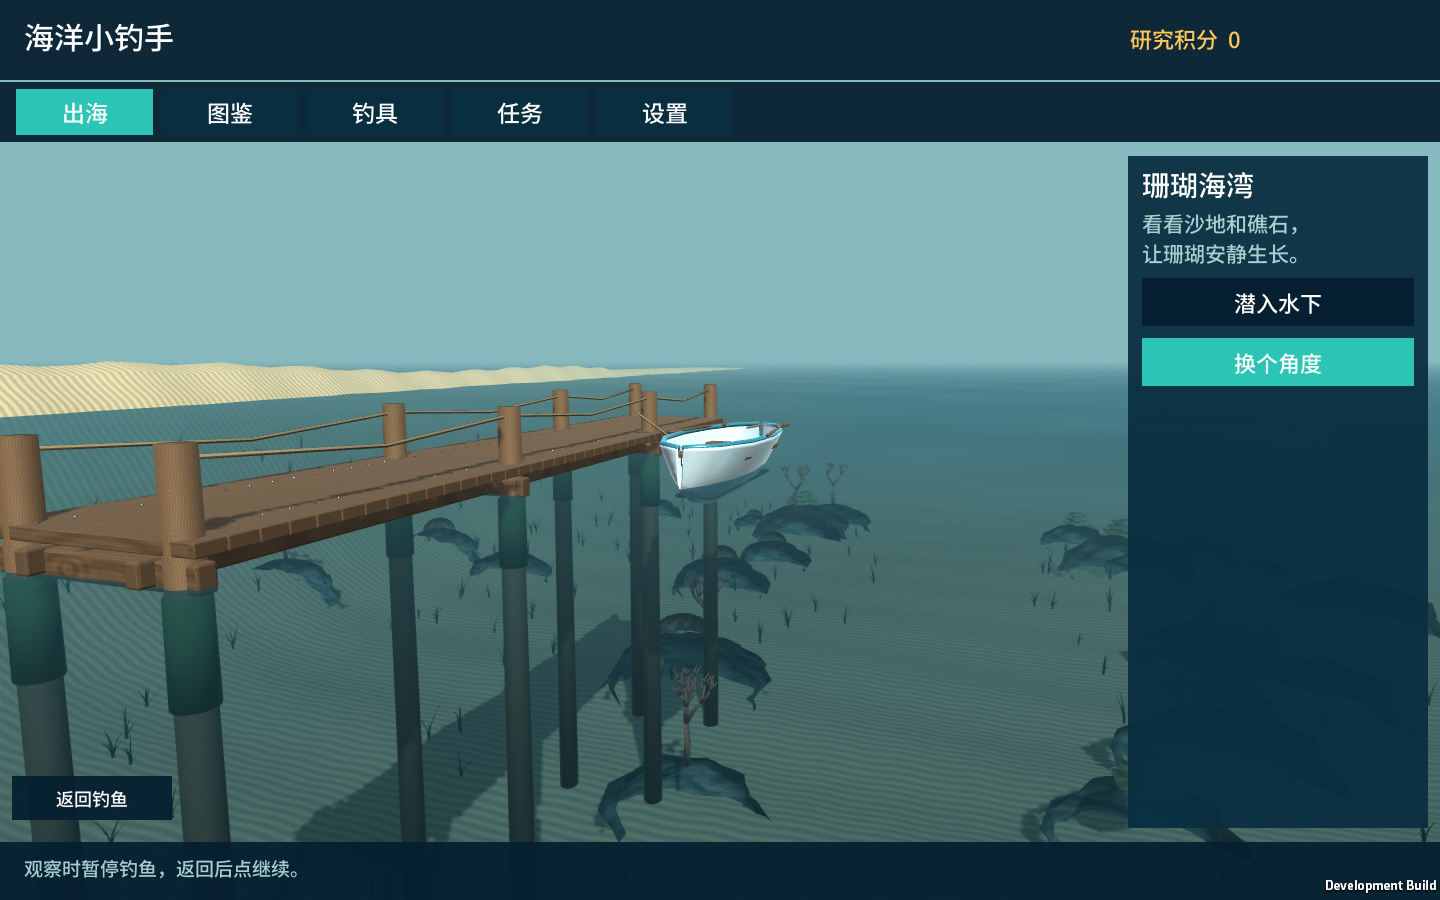 海洋小钓手
研究积分 0
出海
图鉴
钓具
任务
设置
珊瑚海湾
看看沙地和礁石，
让珊瑚安静生长。
潜入水下
换个角度
返回钓鱼
观察时暂停钓鱼，返回后点继续。
Development Build